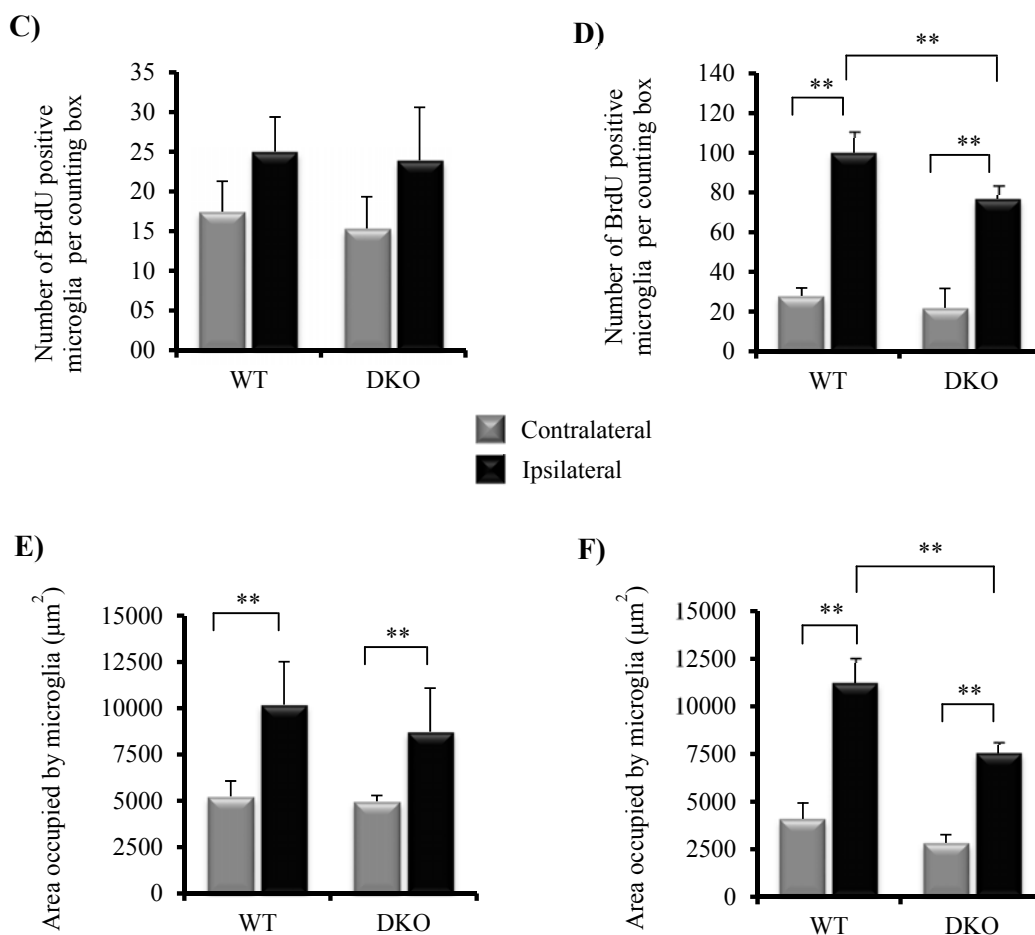 C)
Number of BrdU positive
microglia per counting box
35
30
25
20
15
10
05
00
WT
DKO
D)
Number of BrdU positive
microglia per counting box
140
120
100
80
60
40
20
0
**
**
**
WT
DKO
Contralateral
Ipsilateral
E)
Area occupied by microglia (µm²)
15000
12500
10000
7500
5000
2500
0
**
**
WT
DKO
F)
Area occupied by microglia (µm²)
15000
12500
10000
7500
5000
2500
0
**
**
**
WT
DKO